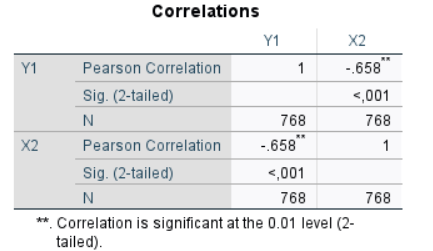 Correlations
Y1 X2
Y1 Pearson Correlation 1 -.658**
Sig. (2-tailed) <,001
N 768 768
X2 Pearson Correlation -.658** 1
Sig. (2-tailed) <,001
N 768 768
**. Correlation is significant at the 0.01 level (2-
tailed).